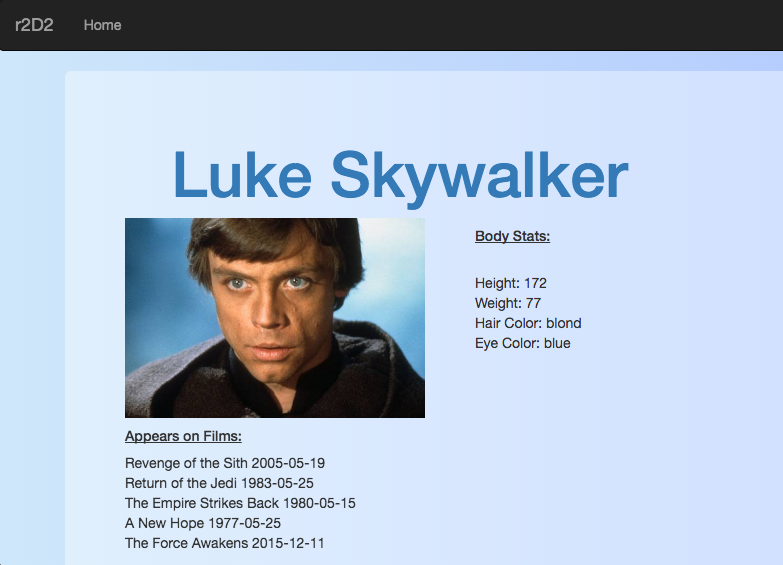 r2D2 Home
Luke Skywalker
Body Stats:
Height: 172
Weight: 77
Hair Color: blond
Eye Color: blue
Appears on Films:
Revenge of the Sith 2005-05-19
Return of the Jedi 1983-05-25
The Empire Strikes Back 1980-05-15
A New Hope 1977-05-25
The Force Awakens 2015-12-11